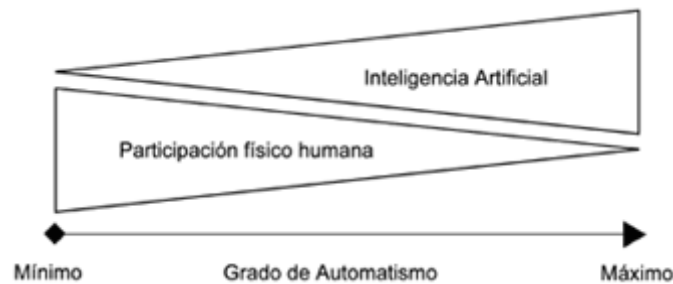 Inteligencia Artificial
Participación físico humana
Mínimo Grado de Automatismo Máximo